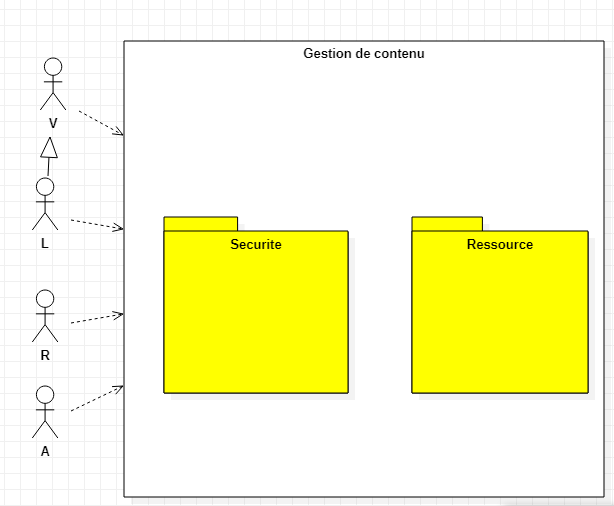 Gestion de contenu
V
L
Securite
Ressource
R
A